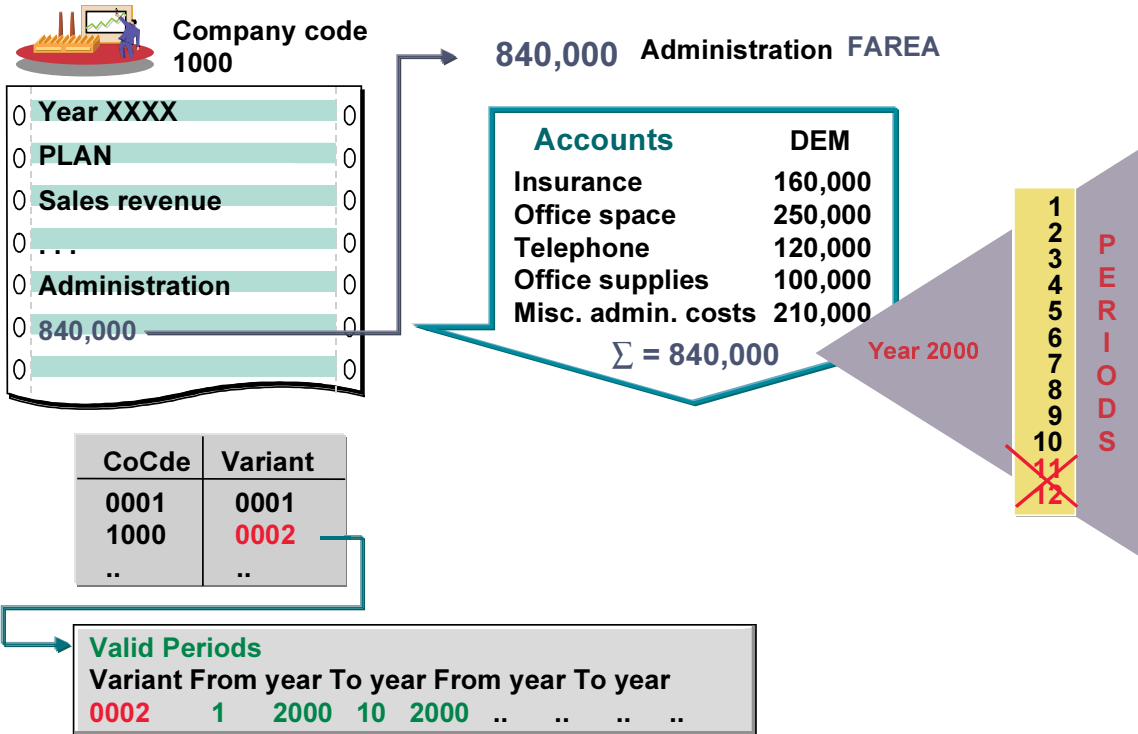 Company code
1000
Year XXXX
PLAN
Sales revenue
. . .
Administration
840,000
840,000 Administration FAREA
Accounts DEM
Insurance 160,000
Office space 250,000
Telephone 120,000
Office supplies 100,000
Misc. admin. costs 210,000
∑ = 840,000
Year 2000
1
2
3
4
5
6
7
8
9
10
11
12
PERIODS
CoCde Variant
0001 0001
1000 0002
.. ..
Valid Periods
Variant From year To year From year To year
0002 1 2000 10 2000 .. .. .. ..